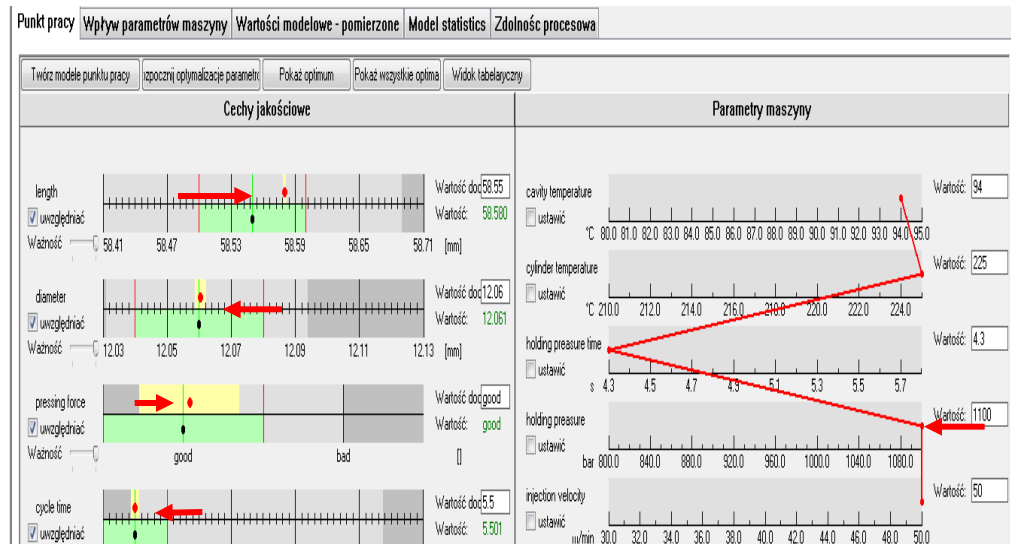 Punkt pracy Wpływ parametrów maszyny Wartości modelowe - pomierzone Model statistics Zdolnośc procesowa
Twórz modele punktu pracy ozpocznij optymalizacje parametró Pokaż optimum Pokaż wszystkie optima Widok tabelaryczny
Cechy jakościowe
length
Wartość doc 58.55
uwzględniać
Wartość: 58.580
Ważność
58.41 58.47 58.53 58.59 58.65 58.71 [mm]
diameter
Wartość doc 12.06
uwzględniać
Wartość: 12.061
Ważność
12.03 12.05 12.07 12.09 12.11 12.13 [mm]
pressing force
Wartość doc good
uwzględniać
Wartość: good
Ważność
good bad []
cycle time
Wartość doc 5.5
uwzględniać
Wartość: 5.501
Parametry maszyny
cavity temperature
Wartość: 94
ustawić
°C 80.0 81.0 82.0 83.0 84.0 85.0 86.0 87.0 88.0 89.0 90.0 91.0 92.0 93.0 94.0 95.0
cylinder temperature
Wartość: 225
ustawić
°C 210.0 212.0 214.0 216.0 218.0 220.0 222.0 224.0
holding preasure time
Wartość: 4.3
ustawić
s 4.3 4.5 4.7 4.9 5.1 5.3 5.5 5.7
holding preasure
Wartość: 1100
ustawić
bar 800.0 840.0 880.0 920.0 960.0 1000.0 1040.0 1080.0
injection velocity
Wartość: 50
ustawić
30.0 32.0 34.0 36.0 38.0 40.0 42.0 44.0 46.0 48.0 50.0